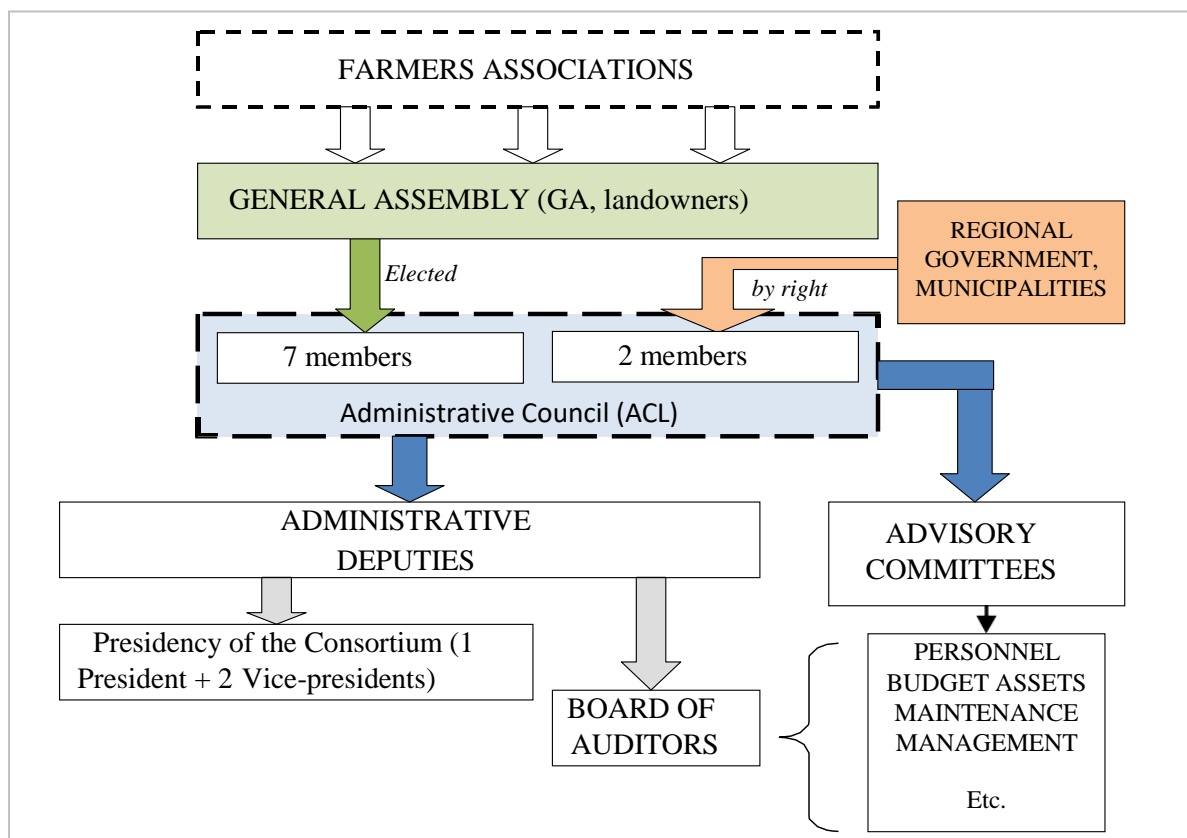 FARMERS ASSOCIATIONS
GENERAL ASSEMBLY (GA, landowners)
REGIONAL
GOVERNMENT,
MUNICIPALITIES
Elected
by right
7 members
2 members
Administrative Council (ACL)
ADMINISTRATIVE
DEPUTIES
ADVISORY
COMMITTEES
Presidency of the Consortium (1
President + 2 Vice-presidents)
BOARD OF
AUDITORS
PERSONNEL
BUDGET ASSETS
MAINTENANCE
MANAGEMENT
Etc.